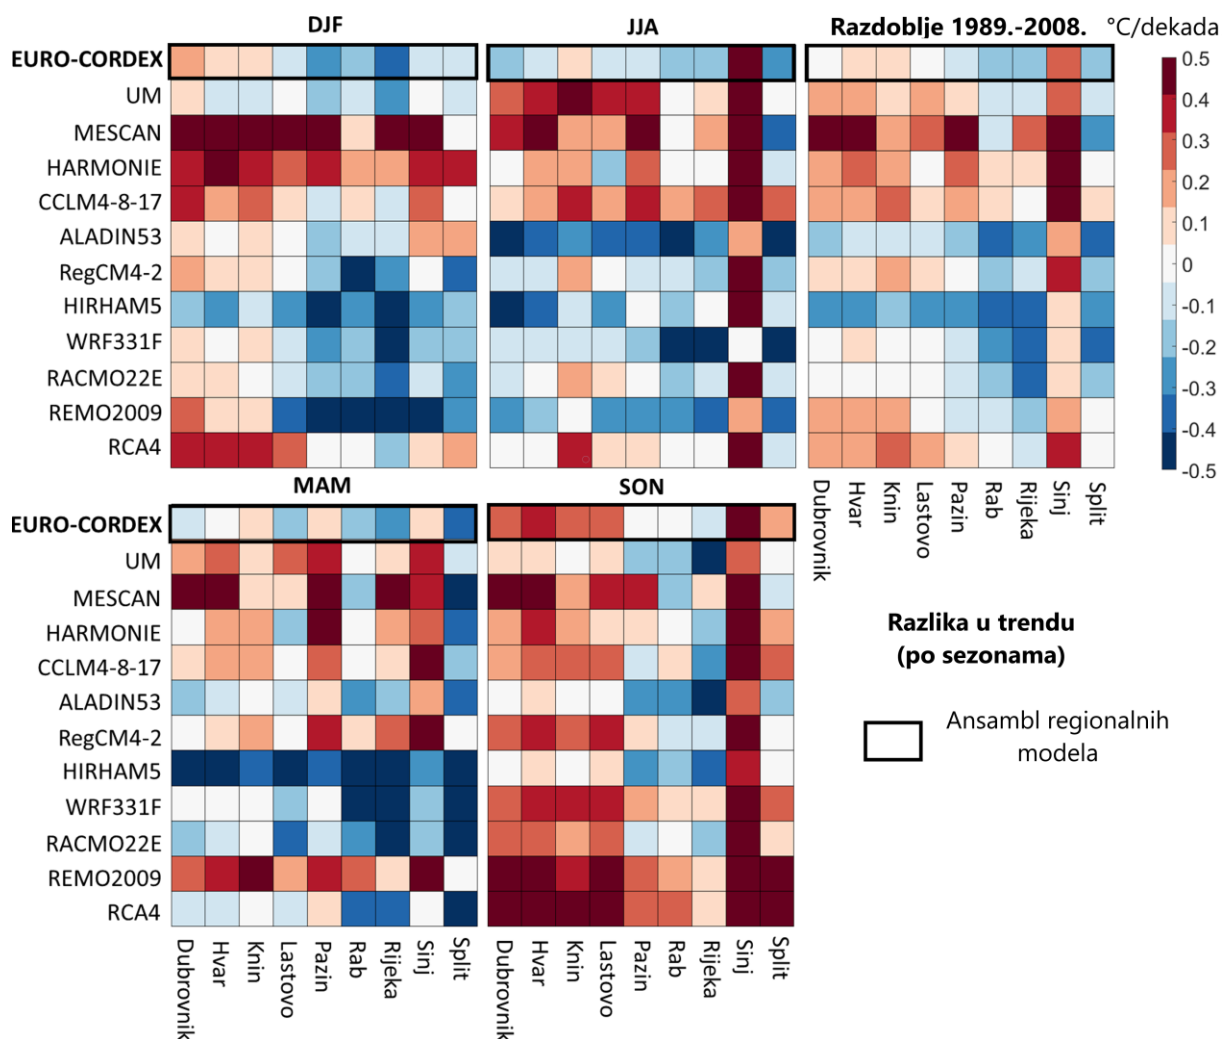 DJF
JJA
Razdoblje 1989.-2008.
°C/dekada
EURO-CORDEX
UM
MESCAN
HARMONIE
CCLM4-8-17
ALADIN53
RegCM4-2
HIRHAM5
WRF331F
RACMO22E
REMO2009
RCA4
0.5
0.4
0.3
0.2
0.1
0
-0.1
-0.2
-0.3
-0.4
-0.5
Dubrovnik
Hvar
Knin
Lastovo
Pazin
Rab
Rijeka
Sinj
Split
MAM
SON
EURO-CORDEX
UM
MESCAN
HARMONIE
CCLM4-8-17
ALADIN53
RegCM4-2
HIRHAM5
WRF331F
RACMO22E
REMO2009
RCA4
Dubrovnik
Hvar
Knin
Lastovo
Pazin
Rab
Rijeka
Sinj
Split
Dubrovnik
Hvar
Knin
Lastovo
Pazin
Rab
Rijeka
Sinj
Split
Razlika u trendu
(po sezonama)
Ansambl regionalnih
modela